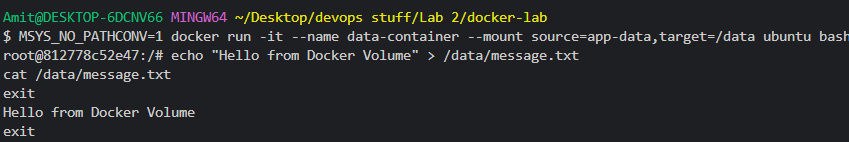 Amit@DESKTOP-6DCNV66 MINGW64 ~/Desktop/devops stuff/Lab 2/docker-lab
$ MSYS_NO_PATHCONV=1 docker run -it --name data-container --mount source=app-data,target=/data ubuntu bash
root@812778c52e47:/# echo "Hello from Docker Volume" > /data/message.txt
cat /data/message.txt
exit
Hello from Docker Volume
exit